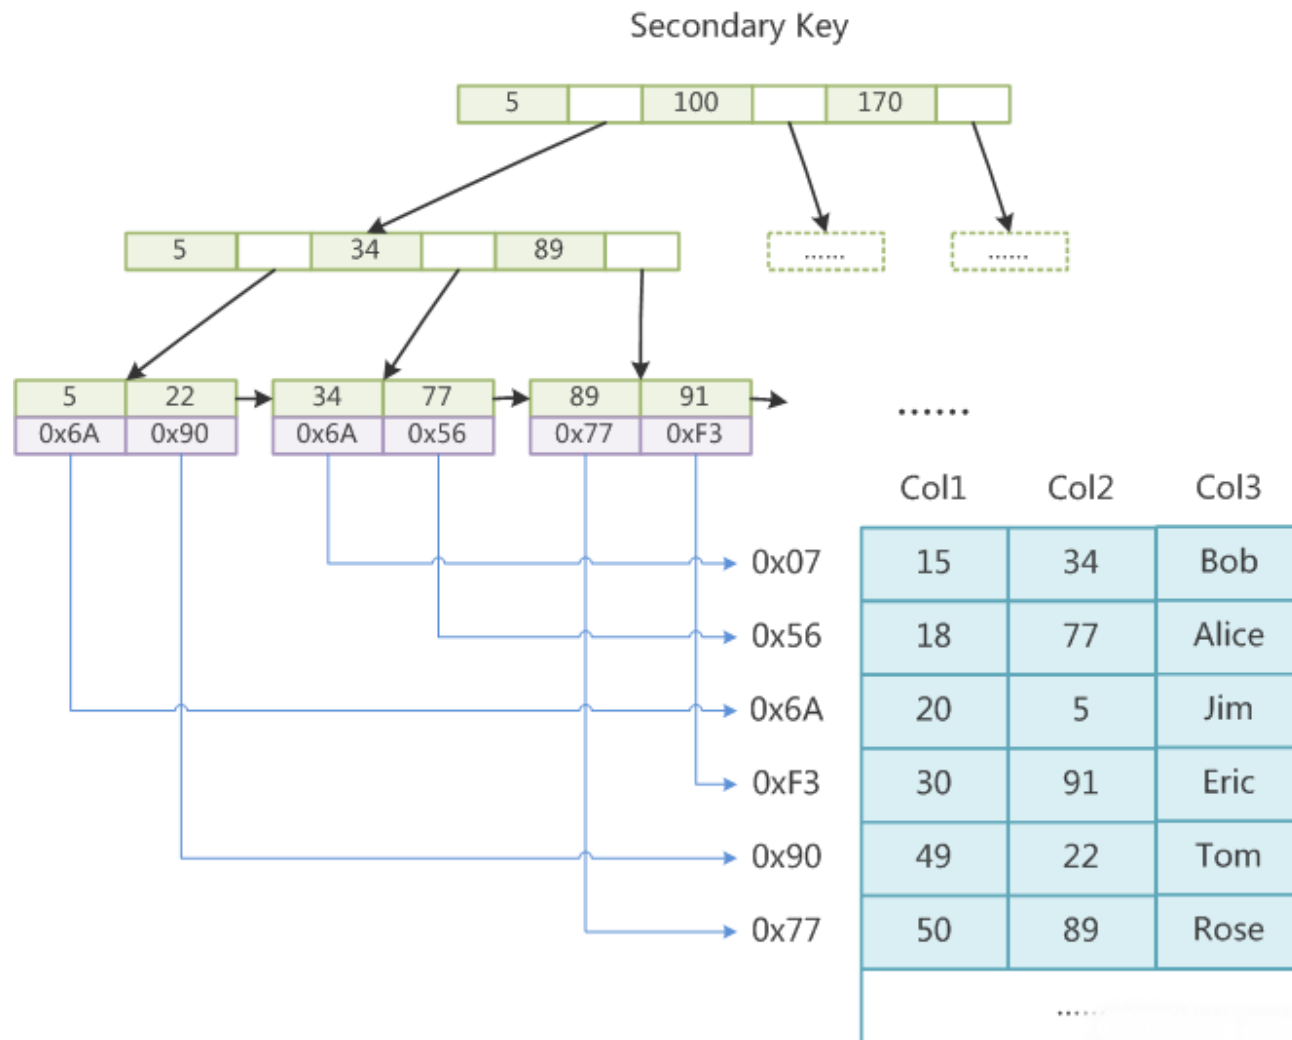 Secondary Key
5 100 170
5 34 89
...... ......
5 22 34 77 89 91
0x6A 0x90 0x6A 0x56 0x77 0xF3
......
Col1 Col2 Col3
0x07 15 34 Bob
0x56 18 77 Alice
0x6A 20 5 Jim
0xF3 30 91 Eric
0x90 49 22 Tom
0x77 50 89 Rose
......